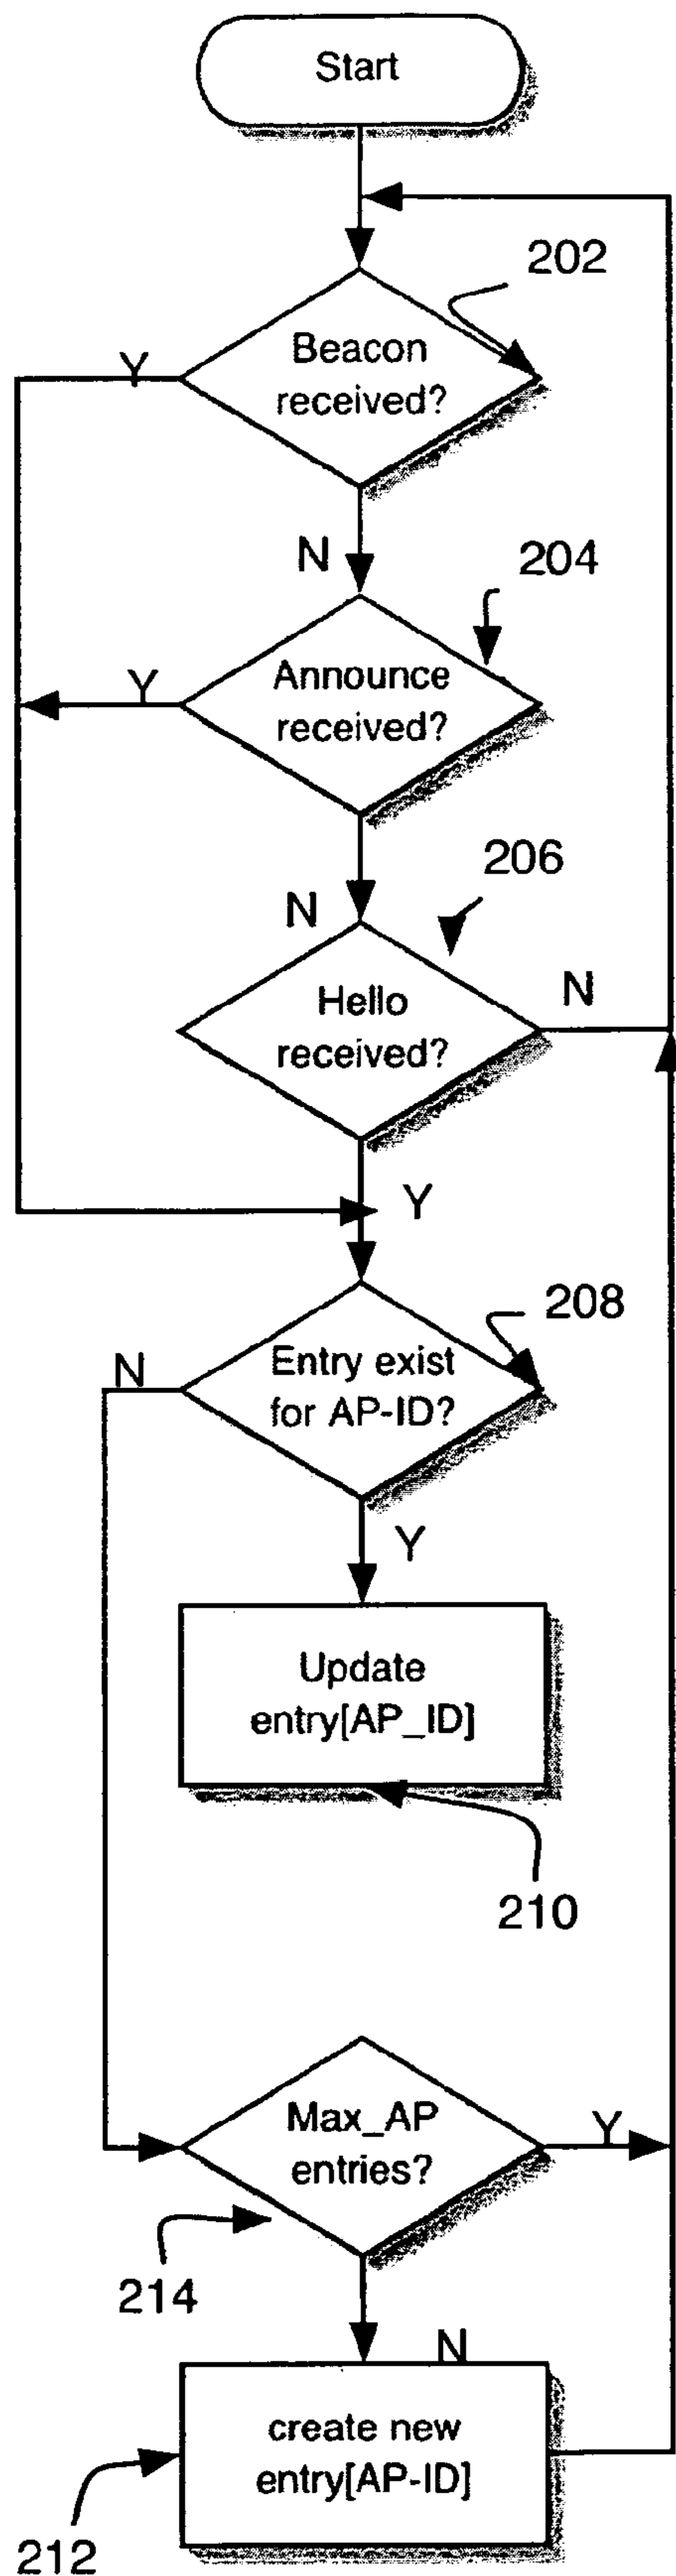 Start
202
Beacon
received?
Y
N
204
Announce
received?
Y
N
206
Hello
received?
N
Y
208
Entry exist
for AP-ID?
N
Y
Update
entry[AP_ID]
210
Max_AP
entries?
Y
214
N
create new
entry[AP-ID]
212